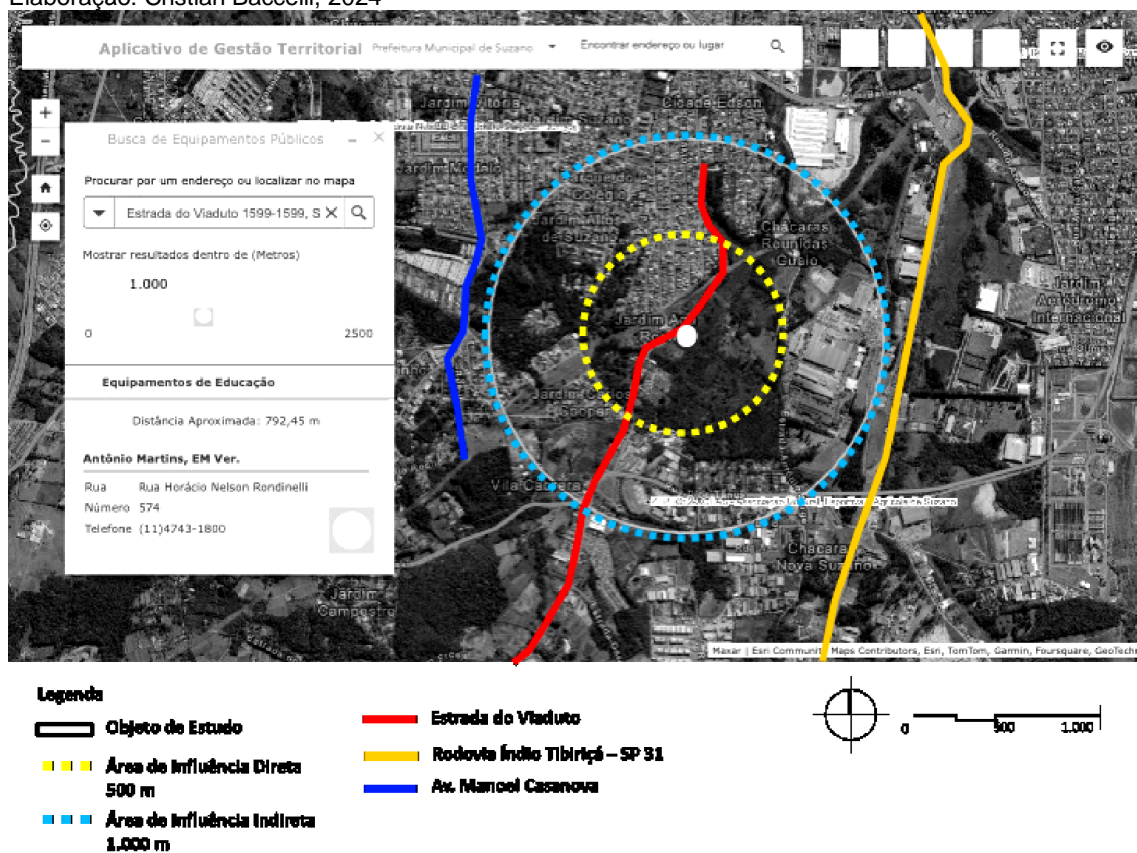 Elaboração: Cristian Baccelli, 2024
Aplicativo de Gestão Territorial Prefeitura Municipal de Suzano Encontrar endereço ou lugar
Jardim Vitória
Cidade Edson
Busca de Equipamentos Públicos
Procurar por um endereço ou localizar no mapa
Estrada do Viaduto 1599-1599, S
Mostrar resultados dentro de (Metros)
1.000
0 2500
Chácaras
Reunidas
Guaio
de Suzano
Jardim
Aeródromo
Internacional
Equipamentos de Educação
Distância Aproximada: 792,45 m
Antônio Martins, EM Ver.
Rua Rua Horácio Nelson Rondinelli
Número 574
Telefone (11)4743-1800
Vila Cabrera
Chácara
Nova Suzano
Jardim
Campestre
Maxar | Esri Community Maps Contributors, Esri, TomTom, Garmin, Foursquare, GeoTech
Legenda
Objeto de Estudo
Área de Influência Direta
500 m
Área de Influência Indireta
1.000 m
Estrada do Viaduto
Rodovia Índio Tibiriçá – SP 31
Av. Manoel Casanova
0 500 1.000